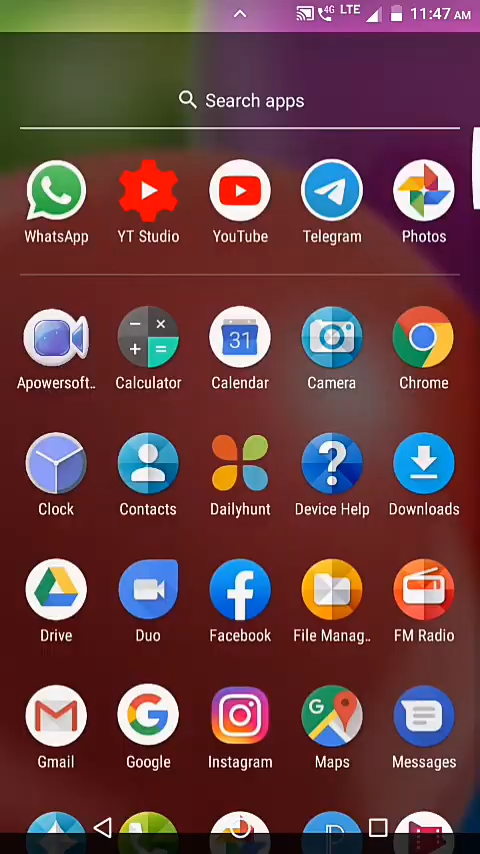 4G LTE 11:47 AM
Search apps
WhatsApp YT Studio YouTube Telegram Photos
31
Apowersoft.. Calculator Calendar Camera Chrome
Clock Contacts Dailyhunt Device Help Downloads
Drive Duo Facebook File Manag.. FM Radio
G
Gmail Google Instagram Maps Messages